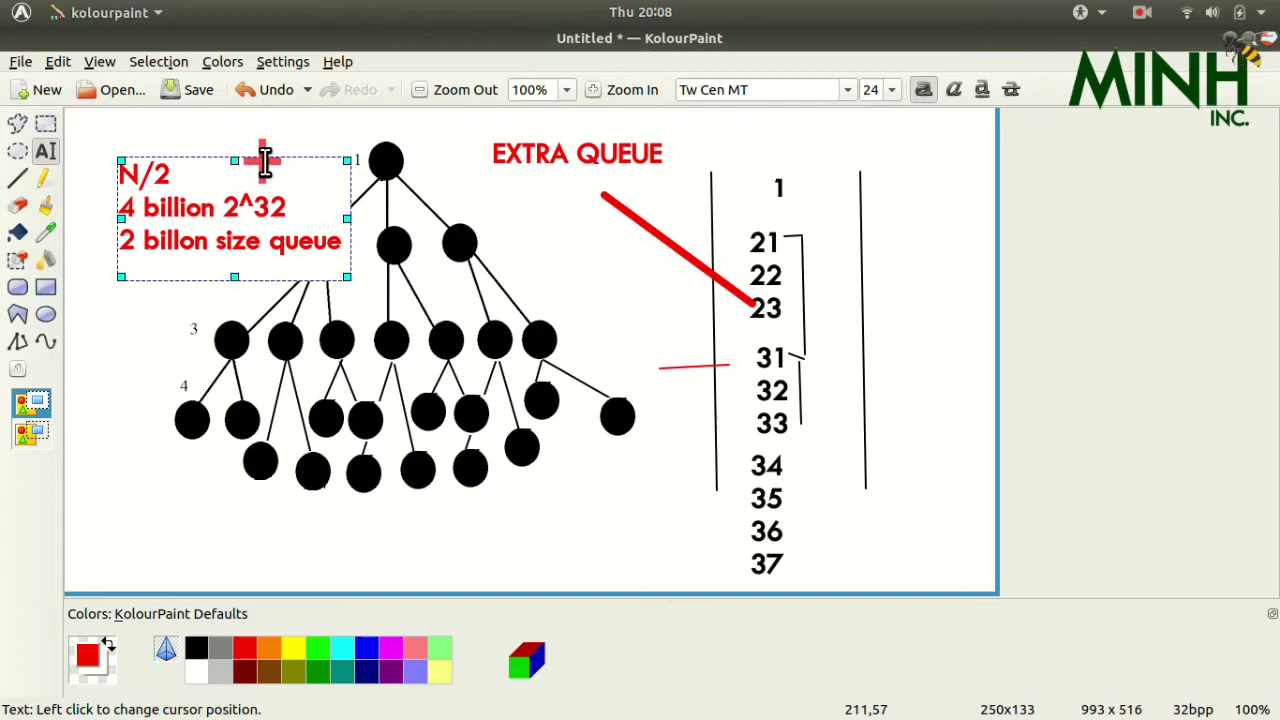 kolourpaint
Thu 20:08
Untitled * — KolourPaint
File Edit View Selection Colors Settings Help
New Open... Save Undo Redo Zoom Out 100% Zoom In Tw Cen MT 24 a a a a
MINH
INC.
N/2
4 billion 2^32
2 billon size queue
1
3
4
EXTRA QUEUE
1
21
22
23
31
32
33
34
35
36
37
Colors: KolourPaint Defaults
Text: Left click to change cursor position. 211,57 250x133 993 x 516 32bpp 100%